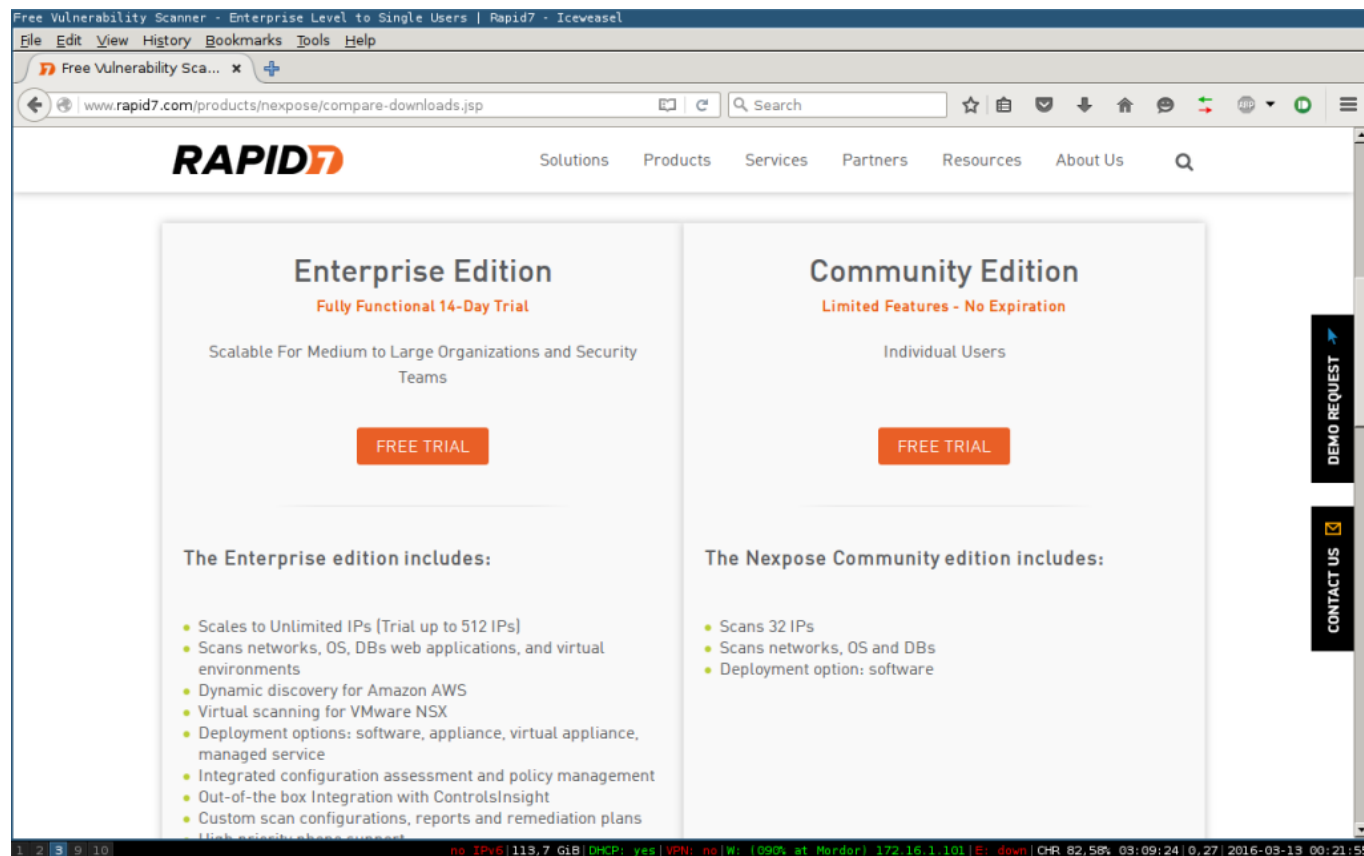 Free Vulnerability Scanner - Enterprise Level to Single Users | Rapid7 - Iceweasel
File Edit View History Bookmarks Tools Help
Free Vulnerability Sca...
www.rapid7.com/products/nexpose/compare-downloads.jsp
Search
ABP
RAPID7
Solutions Products Services Partners Resources About Us
Enterprise Edition
Fully Functional 14-Day Trial
Scalable For Medium to Large Organizations and Security
Teams
FREE TRIAL
The Enterprise edition includes:
Scales to Unlimited IPs (Trial up to 512 IPs)
Scans networks, OS, DBs web applications, and virtual
environments
Dynamic discovery for Amazon AWS
Virtual scanning for VMware NSX
Deployment options: software, appliance, virtual appliance,
managed service
Integrated configuration assessment and policy management
Out-of-the box Integration with ControlsInsight
Custom scan configurations, reports and remediation plans
High priority phone support
Community Edition
Limited Features - No Expiration
Individual Users
FREE TRIAL
The Nexpose Community edition includes:
Scans 32 IPs
Scans networks, OS and DBs
Deployment option: software
DEMO REQUEST
CONTACT US
1 2 3 9 10
no IPv6|113,7 GiB|DHCP: yes|VPN: no|W: (090% at Mordor) 172.16.1.101|E: down|CHR 82,58% 03:09:24|0,27|2016-03-13 00:21:55